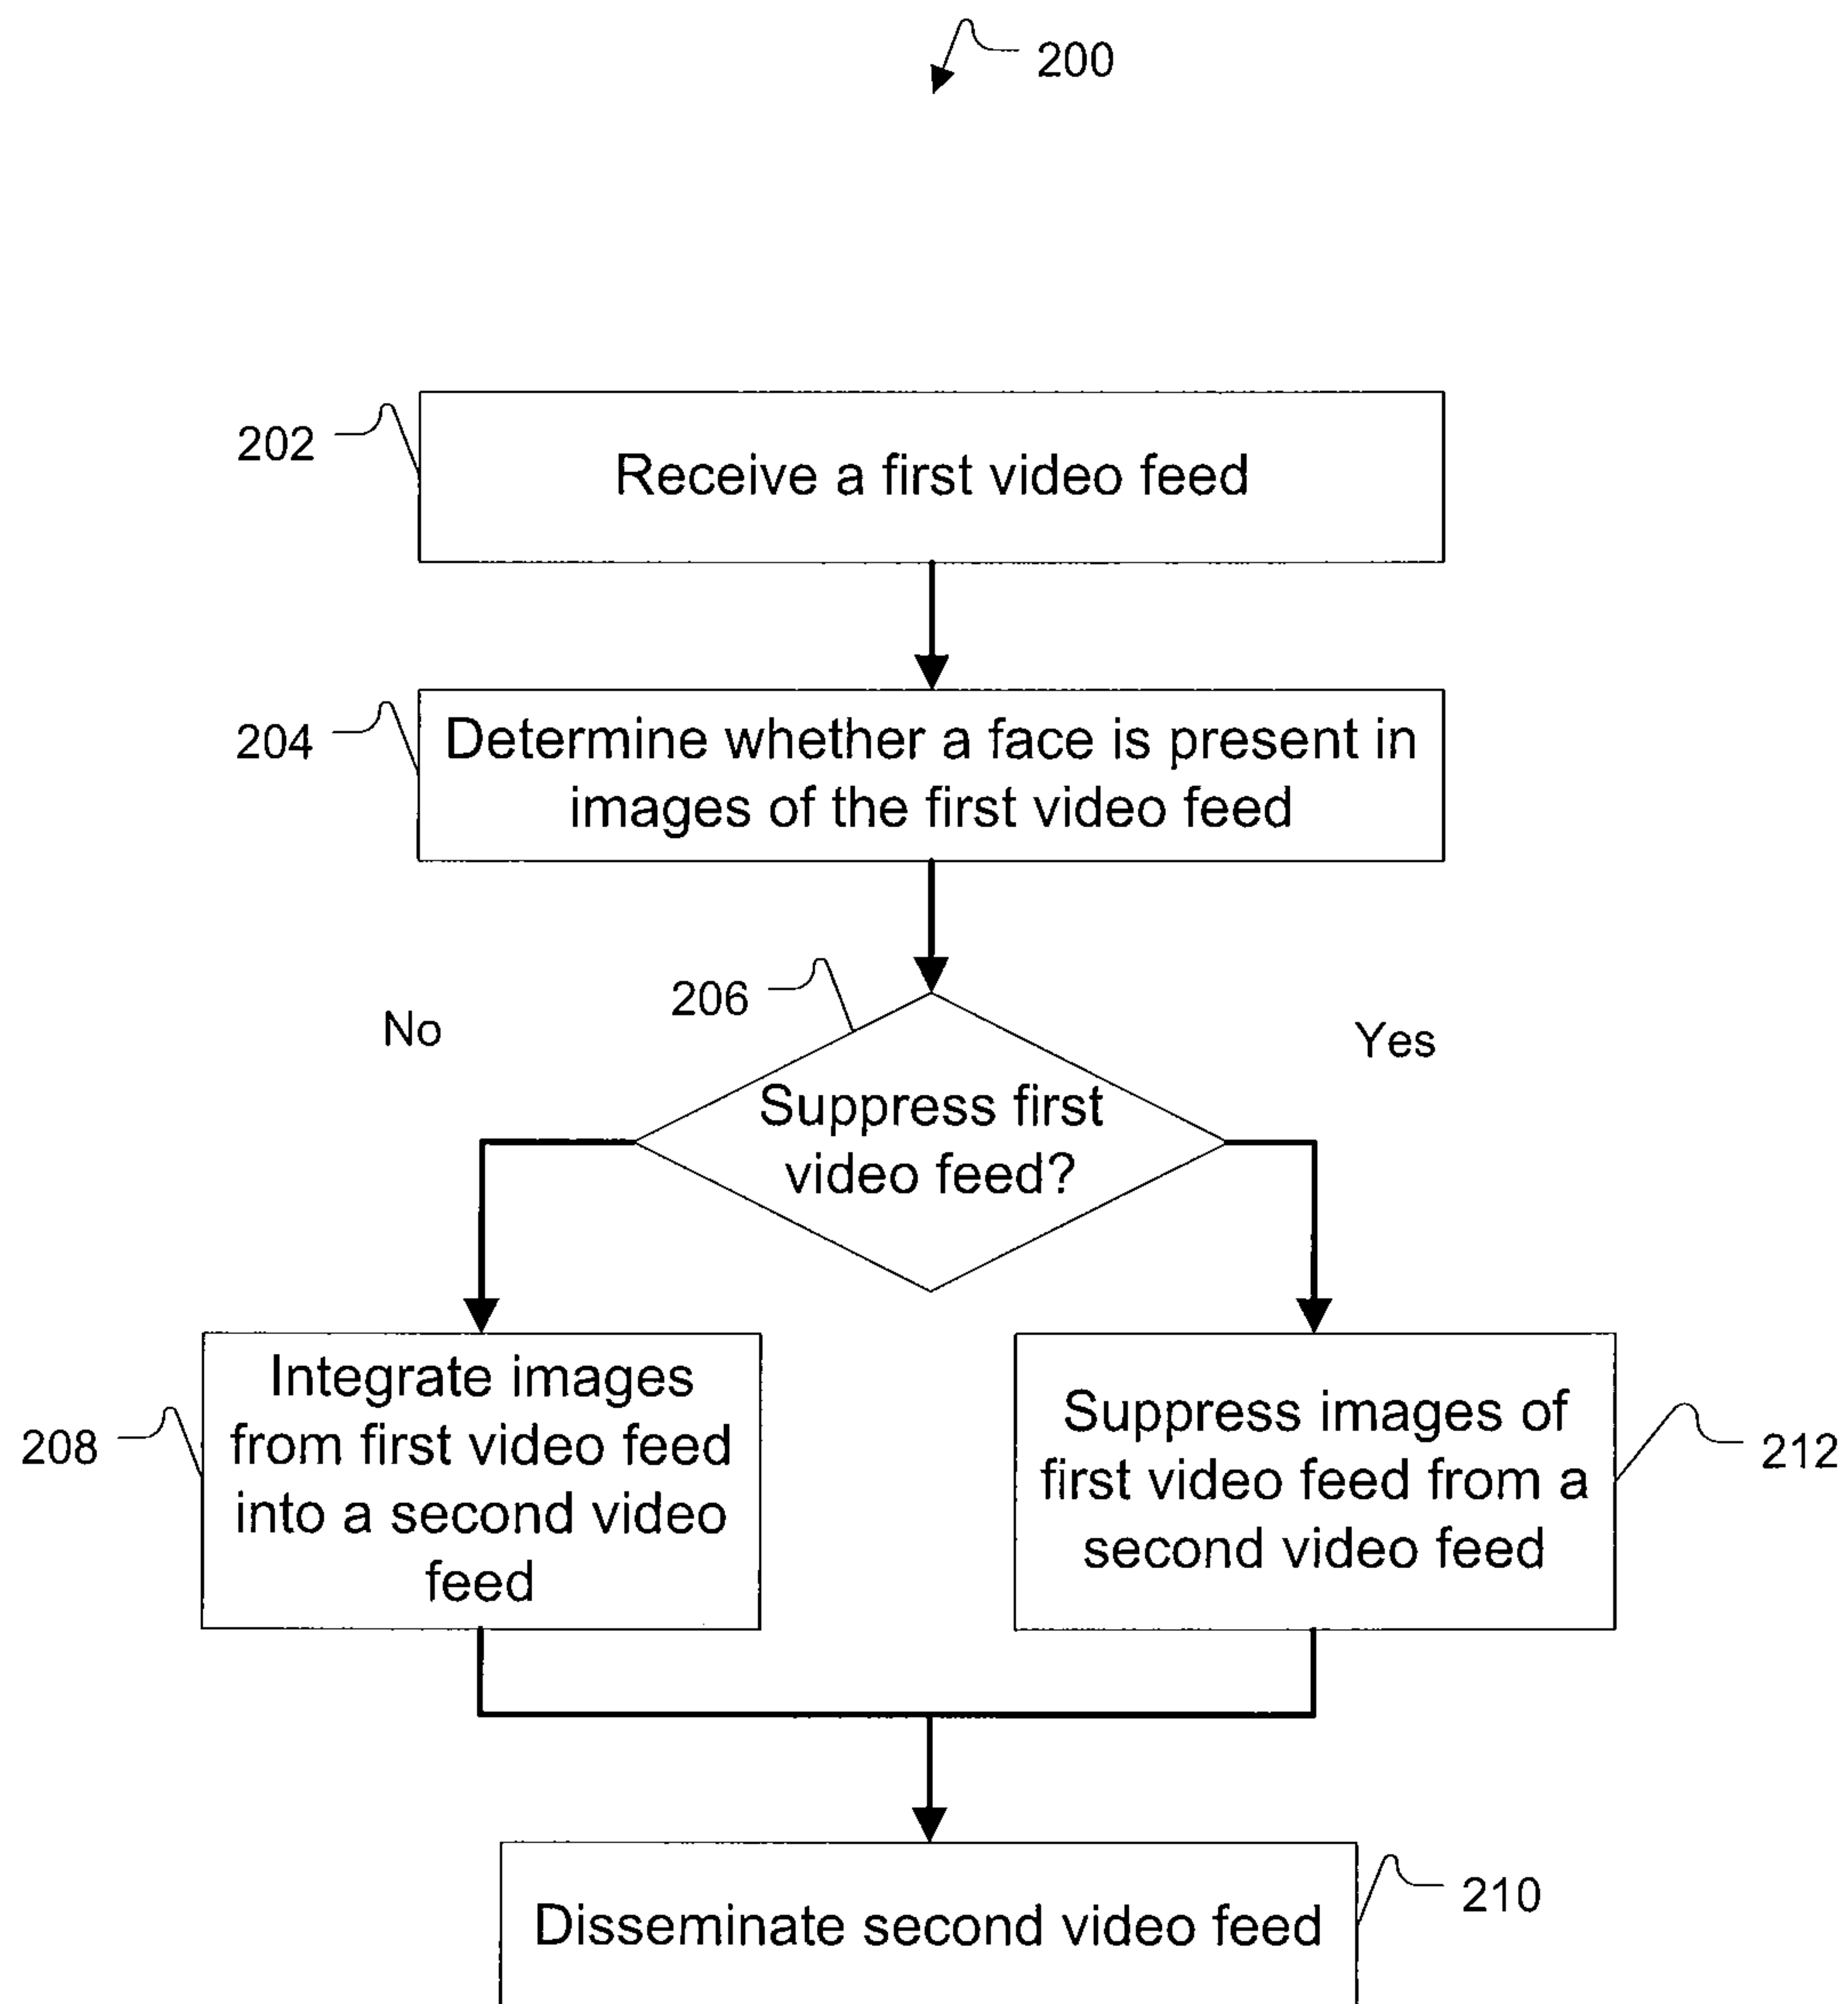 200
202
Receive a first video feed
204
Determine whether a face is present in
images of the first video feed
206
No
Yes
Suppress first
video feed?
208
Integrate images
from first video feed
into a second video
feed
Suppress images of
first video feed from a
second video feed
212
Disseminate second video feed
210